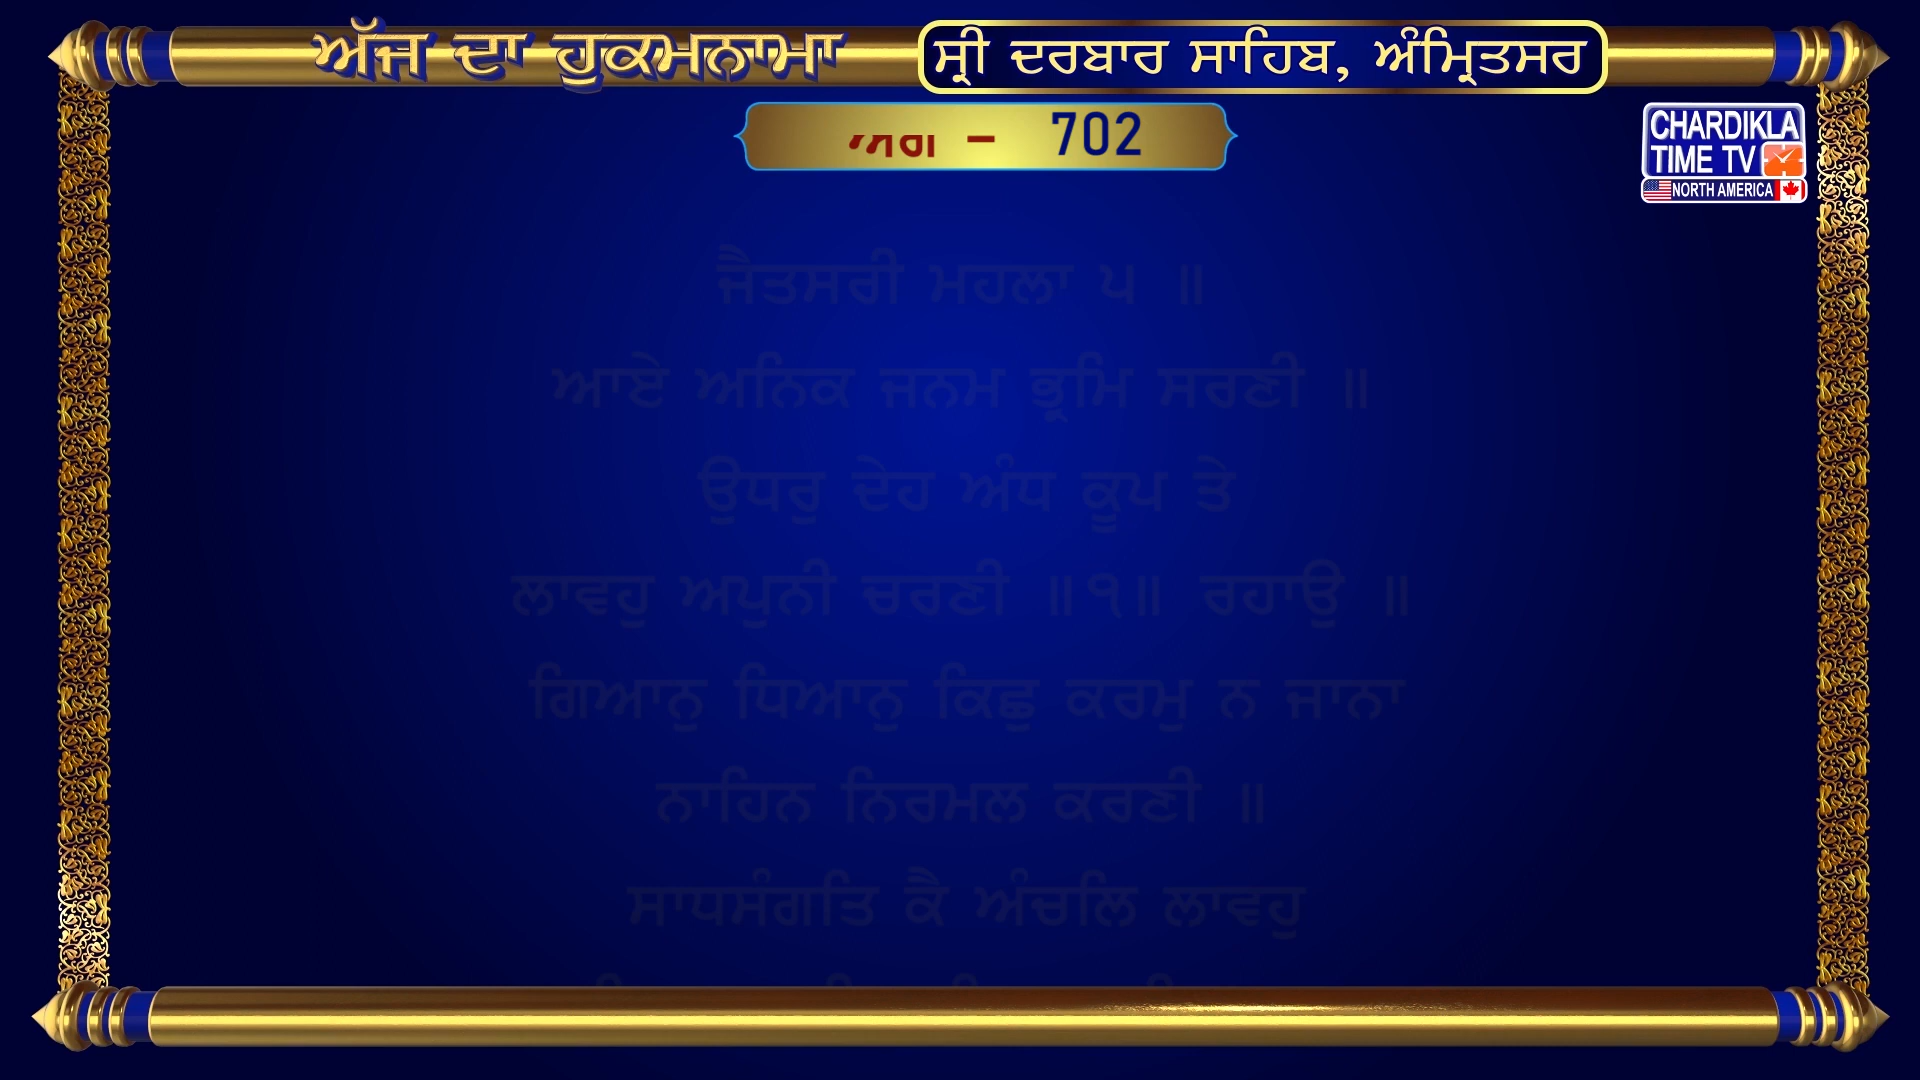 ਅੱਜ ਦਾ ਹੁਕਮਨਾਮਾ
ਸ੍ਰੀ ਦਰਬਾਰ ਸਾਹਿਬ, ਅੰਮ੍ਰਿਤਸਰ
– 702
CHARDIKLA
TIME TV
NORTH AMERICA
ਜੈਤਸਰੀ ਮਹਲਾ ੫ ॥
ਆਏ ਅਨਿਕ ਜਨਮ ਭ੍ਰਮਿ ਸਰਣੀ ॥
ਉਧਰੁ ਦੇਹ ਅੰਧ ਕੂਪ ਤੇ
ਲਾਵਹੁ ਅਪੁਨੀ ਚਰਣੀ ॥੧॥ ਰਹਾਉ ॥
ਗਿਆਨੁ ਧਿਆਨੁ ਕਿਛੁ ਕਰਮੁ ਨ ਜਾਨਾ
ਨਾਹਿਨ ਨਿਰਮਲ ਕਰਣੀ ॥
ਸਾਧਸੰਗਤਿ ਕੈ ਅੰਚਲਿ ਲਾਵਹੁ